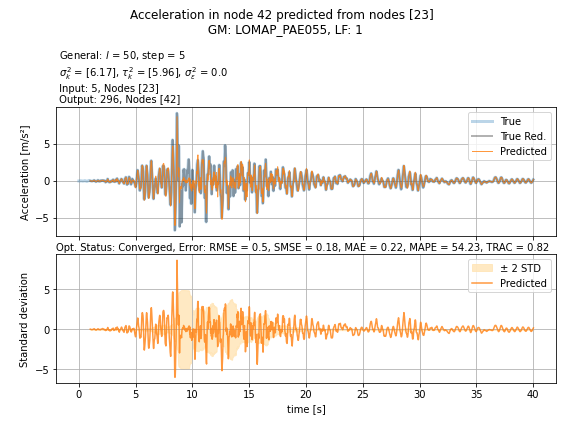 Acceleration in node 42 predicted from nodes [23]
GM: LOMAP_PAE055, LF: 1
General: l = 50, step = 5
σ²ₖ = [6.17], τ²ₖ = [5.96], σ²ε = 0.0
Input: 5, Nodes [23]
Output: 296, Nodes [42]
Acceleration [m/s²]
5
0
−5
True
True Red.
Predicted
Opt. Status: Converged, Error: RMSE = 0.5, SMSE = 0.18, MAE = 0.22, MAPE = 54.23, TRAC = 0.82
Standard deviation
5
0
−5
± 2 STD
Predicted
0 5 10 15 20 25 30 35 40
time [s]